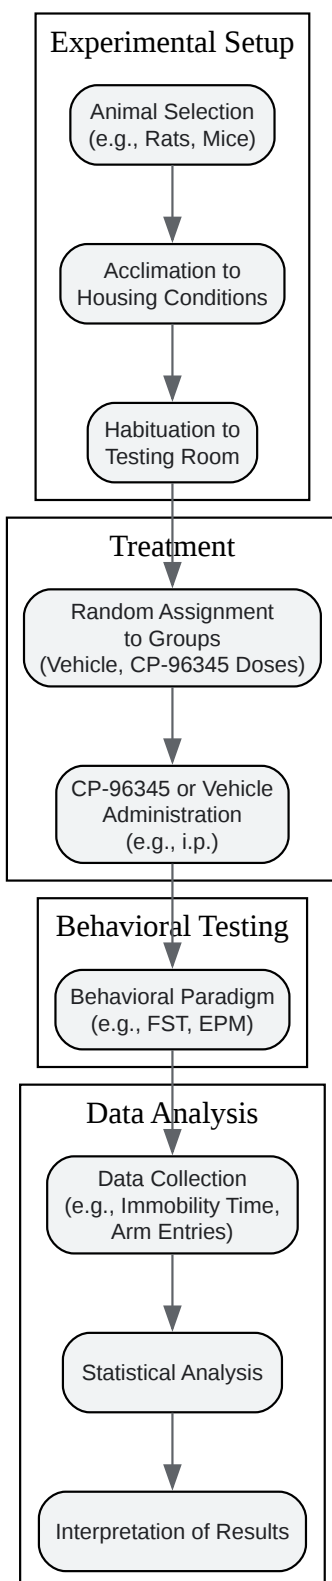 Experimental Setup
Animal Selection
(e.g., Rats, Mice)
Acclimation to
Housing Conditions
Habituation to
Testing Room
Treatment
Random Assignment
to Groups
(Vehicle, CP-96345 Doses)
CP-96345 or Vehicle
Administration
(e.g., i.p.)
Behavioral Testing
Behavioral Paradigm
(e.g., FST, EPM)
Data Analysis
Data Collection
(e.g., Immobility Time,
Arm Entries)
Statistical Analysis
Interpretation of Results